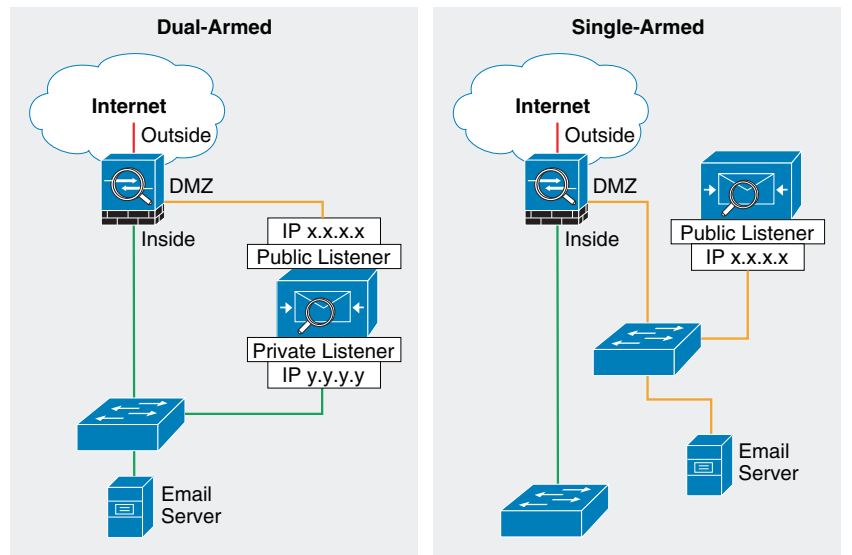 Dual-Armed
Internet
Outside
DMZ
Inside
IP x.x.x.x
Public Listener
Private Listener
IP y.y.y.y
Email
Server
Single-Armed
Internet
Outside
DMZ
Inside
Public Listener
IP x.x.x.x
Email
Server